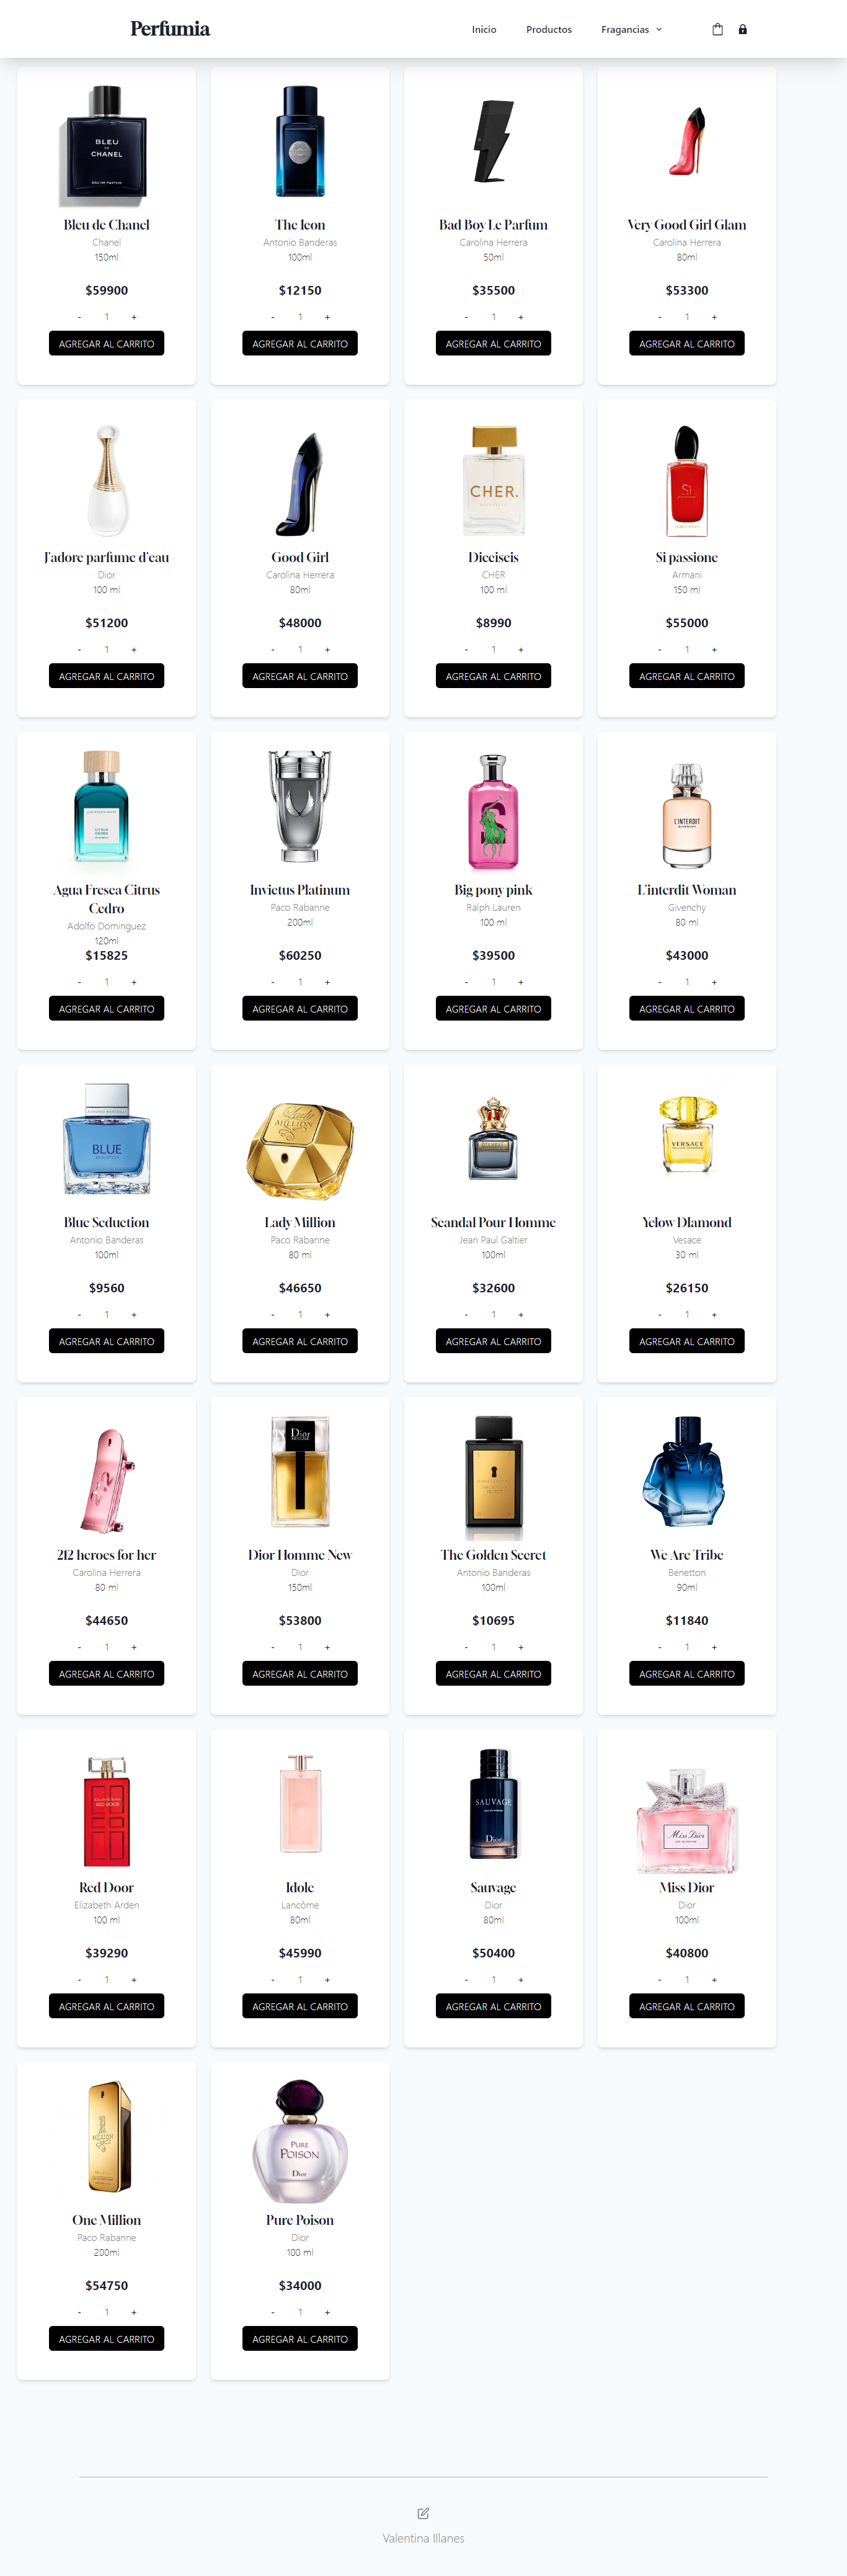 Perfumia
Inicio
Productos
Fragancias
BLEU
DE
CHANEL
EAU DE PARFUM
Bleu de Chanel
Chanel
150ml
$59900
- 1 +
AGREGAR AL CARRITO
The Icon
Antonio Banderas
100ml
$12150
- 1 +
AGREGAR AL CARRITO
Bad Boy Le Parfum
Carolina Herrera
50ml
$35500
- 1 +
AGREGAR AL CARRITO
Very Good Girl Glam
Carolina Herrera
80ml
$53300
- 1 +
AGREGAR AL CARRITO
J'adore parfume d'eau
Dior
100 ml
$51200
- 1 +
AGREGAR AL CARRITO
Good Girl
Carolina Herrera
80ml
$48000
- 1 +
AGREGAR AL CARRITO
CHER.
Dieciseis
CHER
100 ml
$8990
- 1 +
AGREGAR AL CARRITO
Sì
Si passione
Armani
150 ml
$55000
- 1 +
AGREGAR AL CARRITO
CITRUS
CEDRO
Agua Fresca Citrus
Cedro
Adolfo Dominguez
120ml
$15825
- 1 +
AGREGAR AL CARRITO
Invictus Platinum
Paco Rabanne
200ml
$60250
- 1 +
AGREGAR AL CARRITO
Big pony pink
Ralph Lauren
100 ml
$39500
- 1 +
AGREGAR AL CARRITO
L'INTERDIT
GIVENCHY
L'interdit Woman
Givenchy
80 ml
$43000
- 1 +
AGREGAR AL CARRITO
BLUE
SEDUCTION
Blue Seduction
Antonio Banderas
100ml
$9560
- 1 +
AGREGAR AL CARRITO
Lady
MILLION
Lady Million
Paco Rabanne
80 ml
$46650
- 1 +
AGREGAR AL CARRITO
Scandal Pour Homme
Jean Paul Galtier
100ml
$32600
- 1 +
AGREGAR AL CARRITO
VERSACE
Yelow DIamond
Vesace
30 ml
$26150
- 1 +
AGREGAR AL CARRITO
212 heroes for her
Carolina Herrera
80 ml
$44650
- 1 +
AGREGAR AL CARRITO
Dior
Dior Homme New
Dior
150ml
$53800
- 1 +
AGREGAR AL CARRITO
The Golden Secret
Antonio Banderas
100ml
$10695
- 1 +
AGREGAR AL CARRITO
We Are Tribe
Benetton
90ml
$11840
- 1 +
AGREGAR AL CARRITO
RED DOOR
Red Door
Elizabeth Arden
100 ml
$39290
- 1 +
AGREGAR AL CARRITO
Idole
Lancôme
80ml
$45990
- 1 +
AGREGAR AL CARRITO
SAUVAGE
Dior
Sauvage
Dior
80ml
$50400
- 1 +
AGREGAR AL CARRITO
Miss Dior
Miss Dior
Dior
100ml
$40800
- 1 +
AGREGAR AL CARRITO
One Million
Paco Rabanne
200ml
$54750
- 1 +
AGREGAR AL CARRITO
PURE
POISON
Dior
Pure Poison
Dior
100 ml
$34000
- 1 +
AGREGAR AL CARRITO
Valentina Illanes